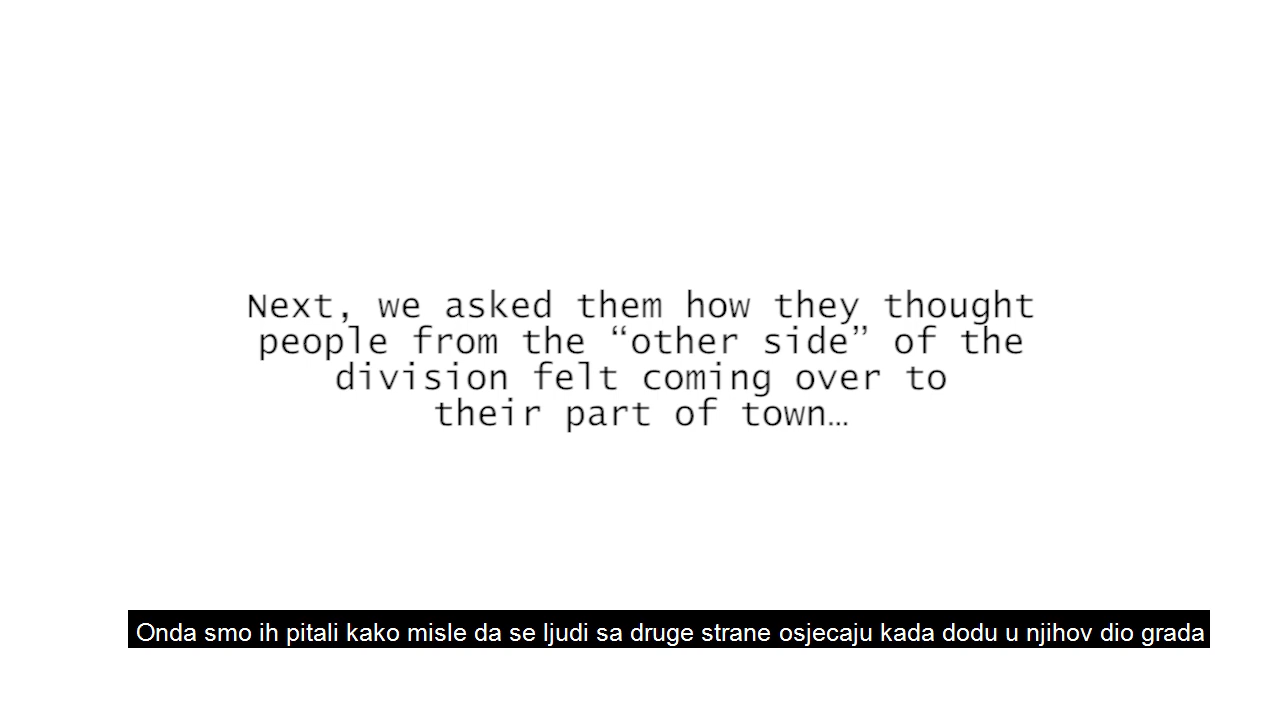 Next, we asked them how they thought
people from the “other side” of the
division felt coming over to
their part of town…
Onda smo ih pitali kako misle da se ljudi sa druge strane osjecaju kada dodu u njihov dio grada